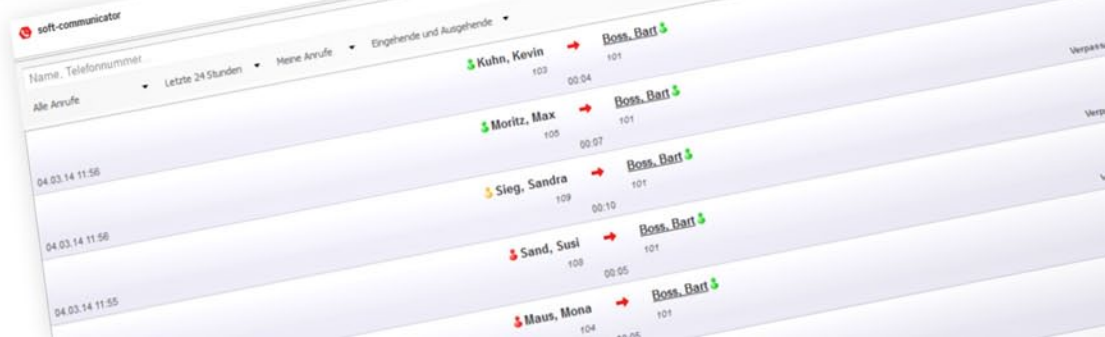 soft-communicator
Name, Telefonnummer
Alle Anrufe Letzte 24 Stunden Meine Anrufe Eingehende und Ausgehende
Kuhn, Kevin Boss, Bart
103 101
00:04
04.03.14 11:56
Moritz, Max Boss, Bart
105 101
00:07
04.03.14 11:56
Sieg, Sandra Boss, Bart
109 101
00:10
04.03.14 11:55
Sand, Susi Boss, Bart
108 101
00:05
Maus, Mona Boss, Bart
104 101